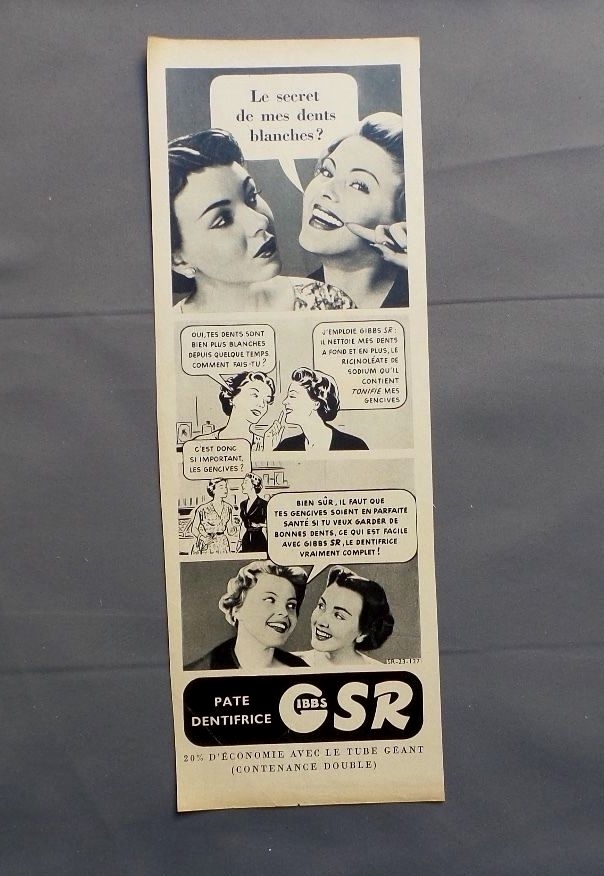 Le secret
de mes dents
blanches?
OUI, TES DENTS SONT
BIEN PLUS BLANCHES
DEPUIS QUELQUE TEMPS
COMMENT FAIS-TU?
J'EMPLOIE GIBBS SR:
IL NETTOIE MES DENTS
A FOND ET EN PLUS, LE
RICINOLÉATE DE
SODIUM QU'IL
CONTIENT
TONIFIE MES
GENCIVES
C'EST DONC
SI IMPORTANT,
LES GENCIVES?
BIEN SÛR, IL FAUT QUE
TES GENCIVES SOIENT EN PARFAITE
SANTÉ SI TU VEUX GARDER DE
BONNES DENTS, CE QUI EST FACILE
AVEC GIBBS SR, LE DENTIFRICE
VRAIMENT COMPLET!
PATE
DENTIFRICE
GIBBS SR
20% D'ÉCONOMIE AVEC LE TUBE GÉANT
(CONTENANCE DOUBLE)